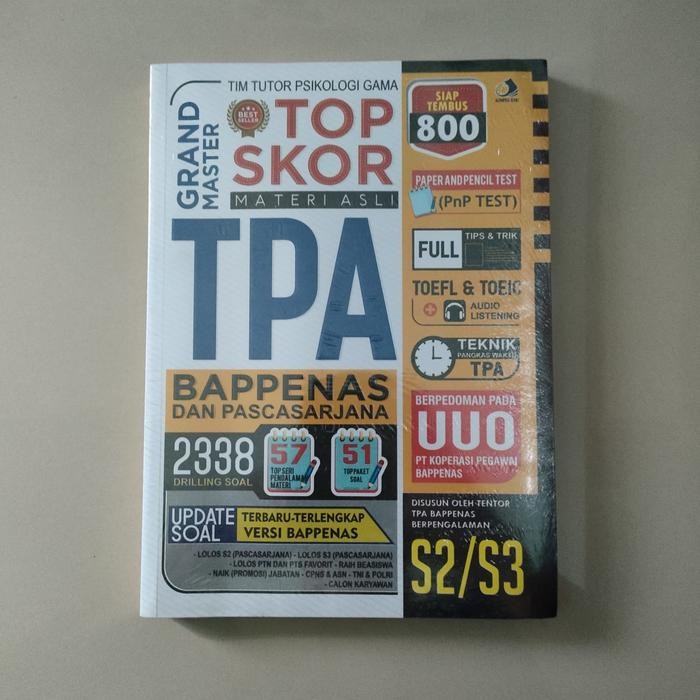 TIM TUTOR PSIKOLOGI GAMA
GRAND
MASTER
BEST
SELLER
TOP
SKOR
MATERI ASLI
TPA
BAPPENAS
DAN PASCASARJANA
2338
DRILLING SOAL
57
TOP SERI
PENDALAMAN
MATERI
51
TOP PAKET
SOAL
UPDATE
SOAL
TERBARU-TERLENGKAP
VERSI BAPPENAS
- LOLOS S2 (PASCASARJANA) - LOLOS S3 (PASCASARJANA)
- LOLOS PTN DAN PTS FAVORIT - RAIH BEASISWA
- NAIK (PROMOSI) JABATAN - CPNS & ASN - TNI & POLRI
- CALON KARYAWAN
SIAP
TEMBUS
800
PAPER AND PENCIL TEST
(PnP TEST)
FULL
TIPS & TRIK
TOEFL & TOEIC
+
AUDIO
LISTENING
TEKNIK
PANGKAS WAKTU
TPA
BERPEDOMAN PADA
UUO
PT KOPERASI PEGAWAI
BAPPENAS
DISUSUN OLEH TENTOR
TPA BAPPENAS
BERPENGALAMAN
S2/S3